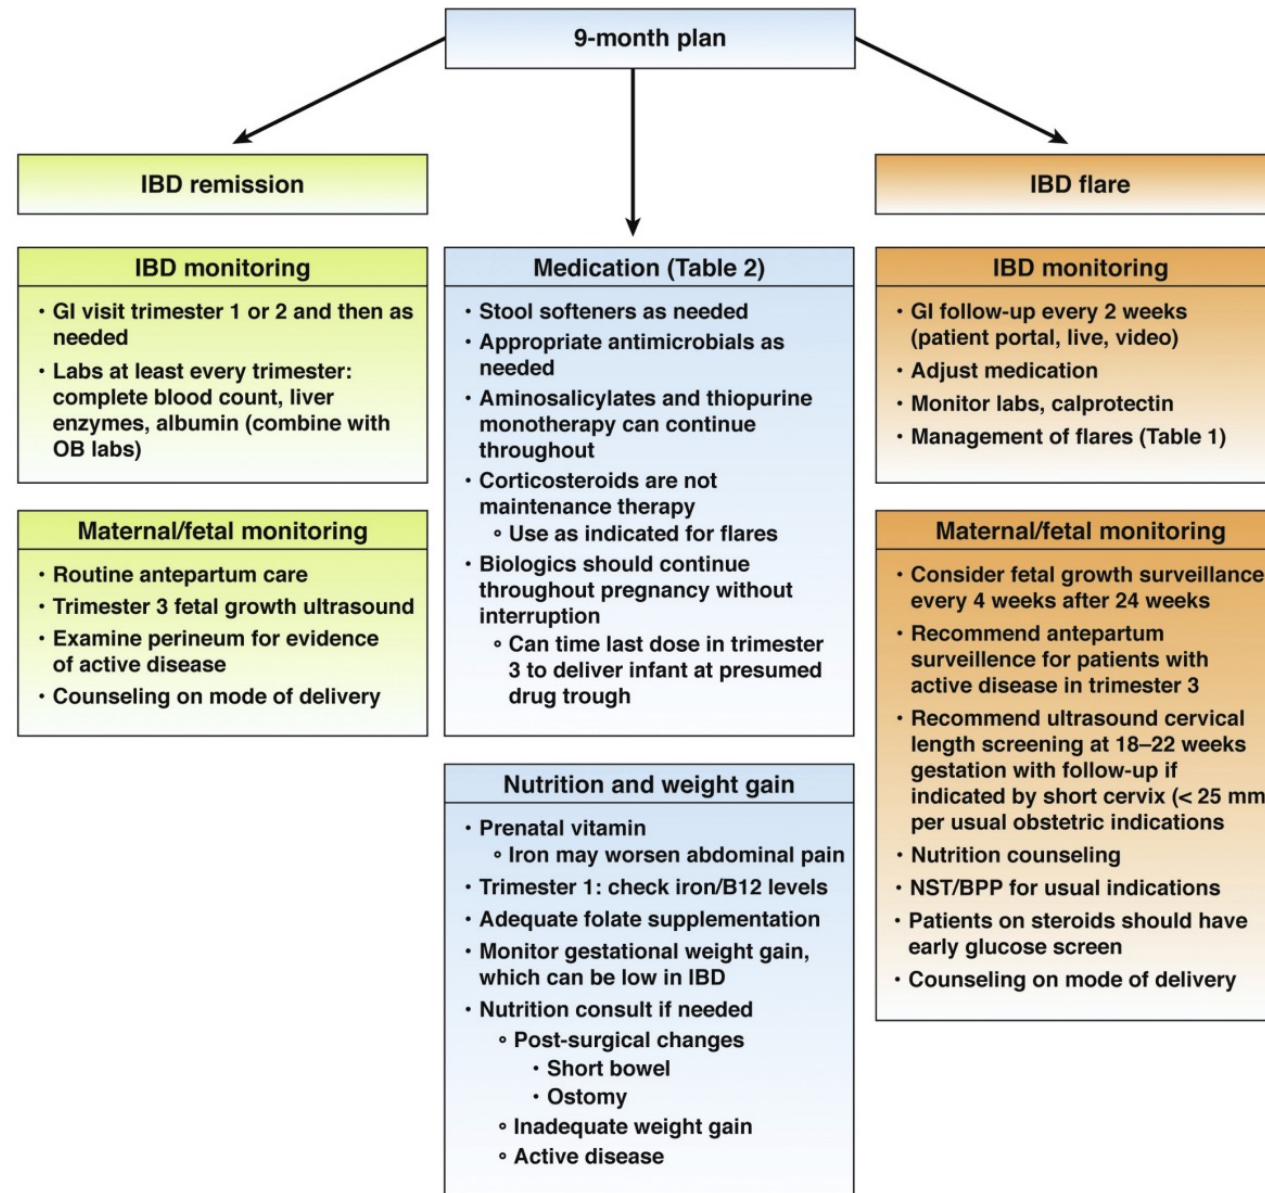 9-month plan
IBD remission
IBD monitoring
• GI visit trimester 1 or 2 and then as
needed
• Labs at least every trimester:
complete blood count, liver
enzymes, albumin (combine with
OB labs)
Maternal/fetal monitoring
• Routine antepartum care
• Trimester 3 fetal growth ultrasound
• Examine perineum for evidence
of active disease
• Counseling on mode of delivery
Medication (Table 2)
• Stool softeners as needed
• Appropriate antimicrobials as
needed
• Aminosalicylates and thiopurine
monotherapy can continue
throughout
• Corticosteroids are not
maintenance therapy
∘ Use as indicated for flares
• Biologics should continue
throughout pregnancy without
interruption
∘ Can time last dose in trimester
3 to deliver infant at presumed
drug trough
Nutrition and weight gain
• Prenatal vitamin
∘ Iron may worsen abdominal pain
• Trimester 1: check iron/B12 levels
• Adequate folate supplementation
• Monitor gestational weight gain,
which can be low in IBD
• Nutrition consult if needed
∘ Post-surgical changes
• Short bowel
• Ostomy
∘ Inadequate weight gain
∘ Active disease
IBD flare
IBD monitoring
• GI follow-up every 2 weeks
(patient portal, live, video)
• Adjust medication
• Monitor labs, calprotectin
• Management of flares (Table 1)
Maternal/fetal monitoring
• Consider fetal growth surveillance
every 4 weeks after 24 weeks
• Recommend antepartum
surveillence for patients with
active disease in trimester 3
• Recommend ultrasound cervical
length screening at 18–22 weeks
gestation with follow-up if
indicated by short cervix (< 25 mm
per usual obstetric indications
• Nutrition counseling
• NST/BPP for usual indications
• Patients on steroids should have
early glucose screen
• Counseling on mode of delivery